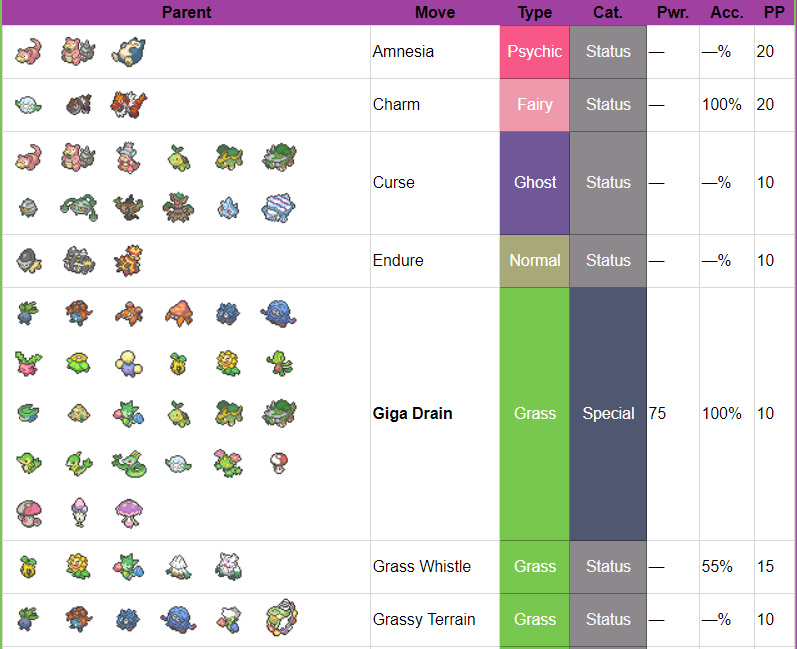 Parent Move Type Cat. Pwr. Acc. PP
Amnesia Psychic Status — —% 20
Charm Fairy Status — 100% 20
Curse Ghost Status — —% 10
Endure Normal Status — —% 10
Giga Drain Grass Special 75 100% 10
Grass Whistle Grass Status — 55% 15
Grassy Terrain Grass Status — —% 10